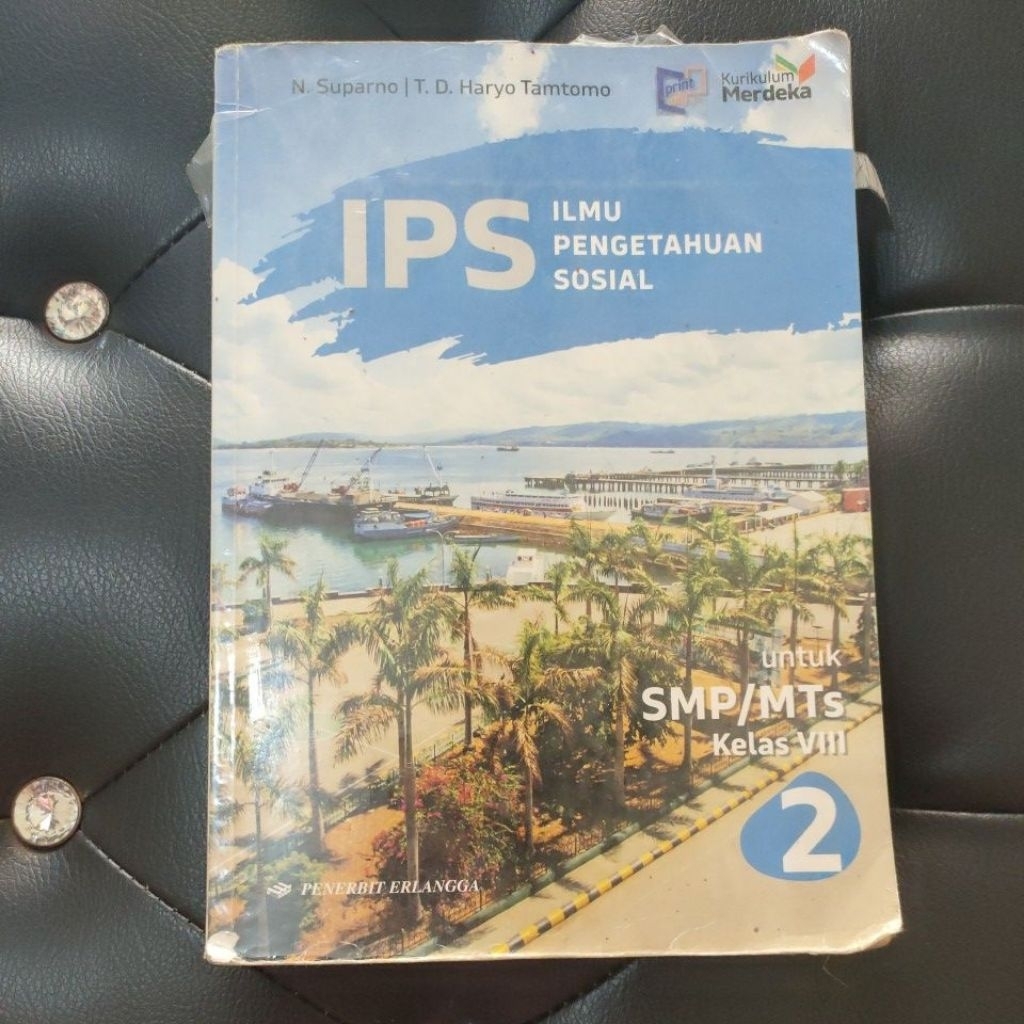 N. Suparno | T. D. Haryo Tamtomo
print
Kurikulum
Merdeka
IPS
ILMU
PENGETAHUAN
SOSIAL
untuk
SMP/MTs
Kelas VIII
2
PENERBIT ERLANGGA